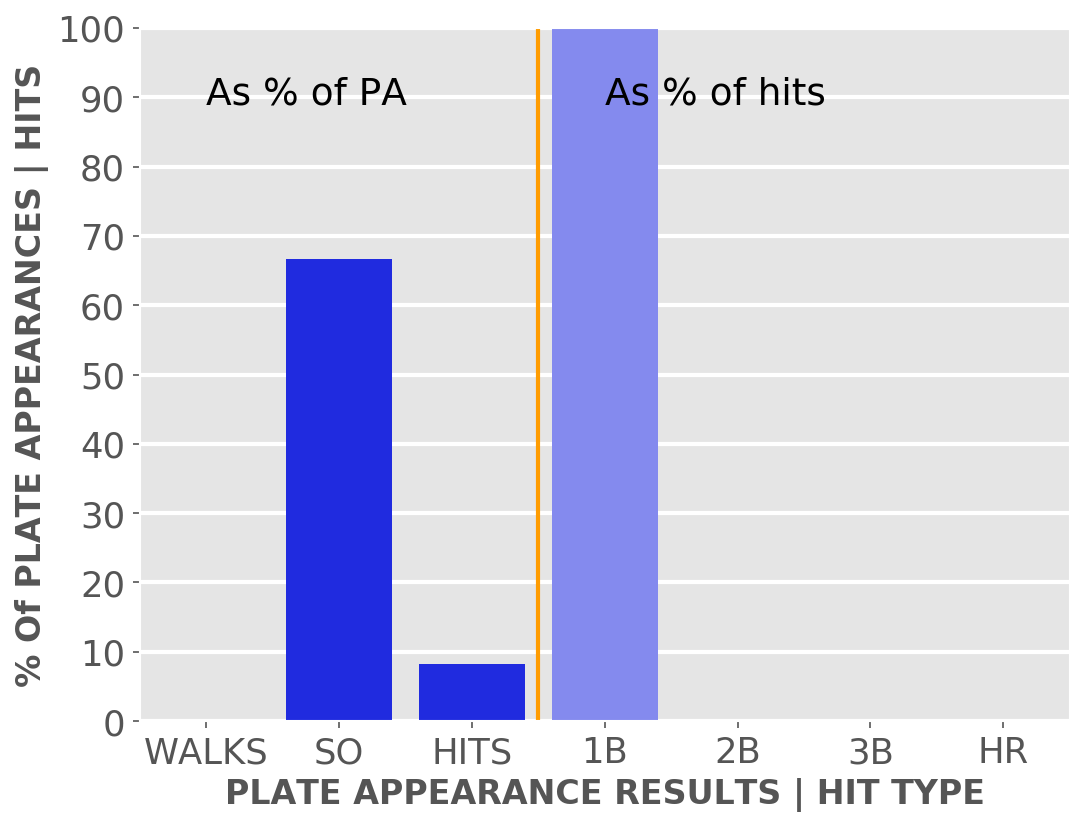 % Of PLATE APPEARANCES | HITS
100
90
80
70
60
50
40
30
20
10
0
As % of PA
As % of hits
WALKS SO HITS 1B 2B 3B HR
PLATE APPEARANCE RESULTS | HIT TYPE